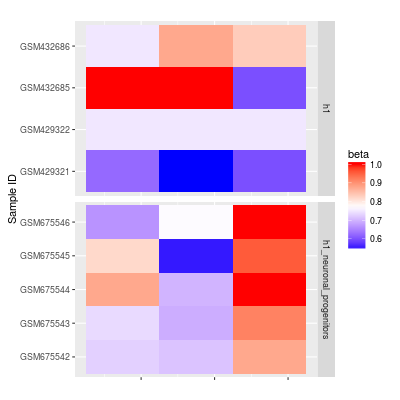 GSM432686
GSM432685
GSM429322
GSM429321
h1
GSM675546
GSM675545
GSM675544
GSM675543
GSM675542
h1_neuronal_progenitors
Sample ID
beta
1.0
0.9
0.8
0.7
0.6